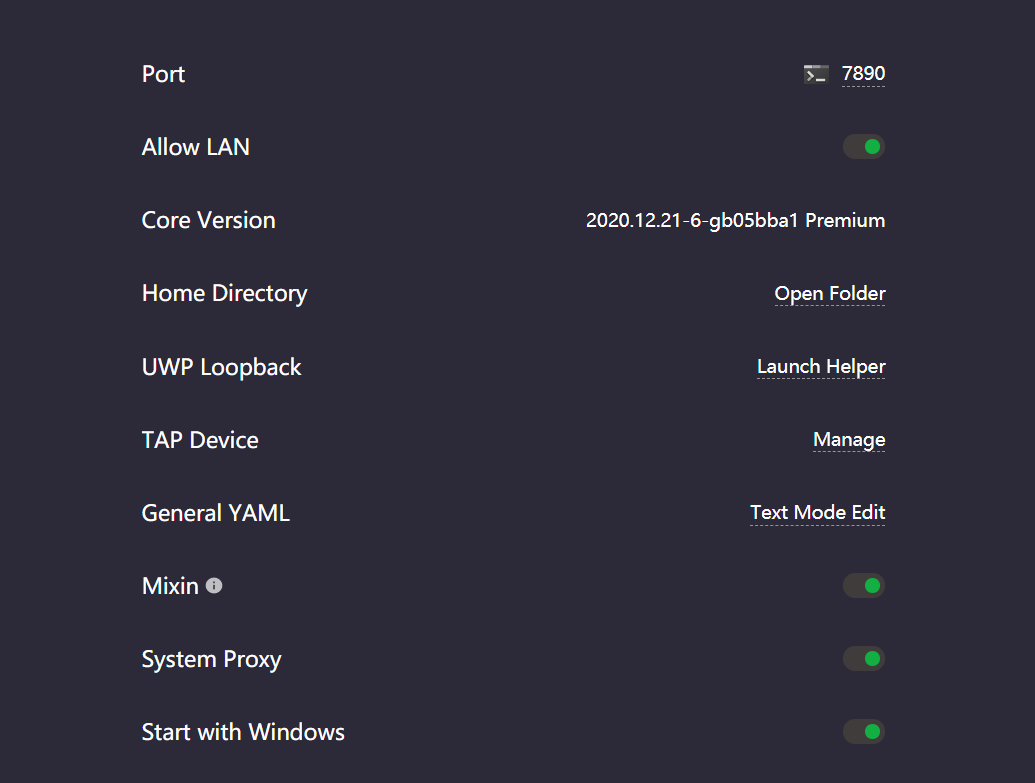 Port 7890
Allow LAN
Core Version 2020.12.21-6-gb05bba1 Premium
Home Directory Open Folder
UWP Loopback Launch Helper
TAP Device Manage
General YAML Text Mode Edit
Mixin
System Proxy
Start with Windows